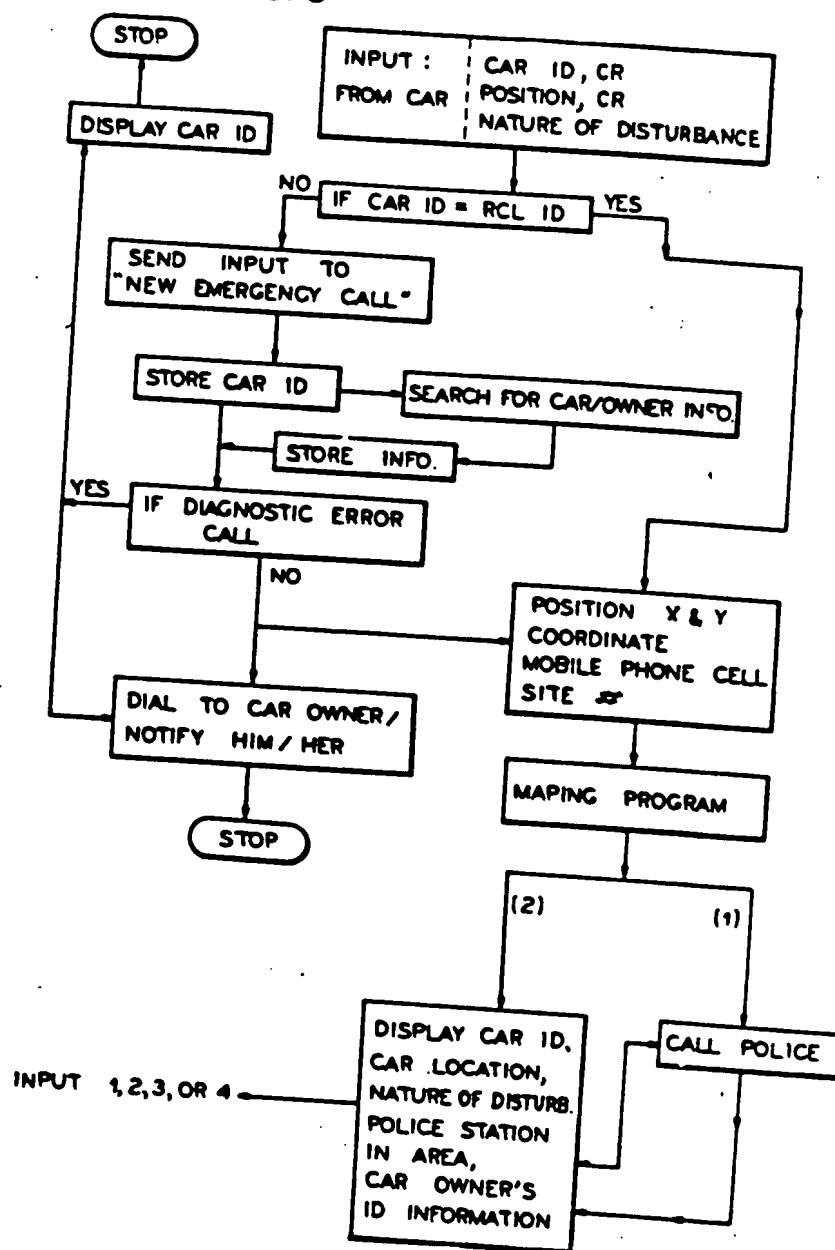 STOP
INPUT :
FROM CAR
CAR ID, CR
POSITION, CR
NATURE OF DISTURBANCE
DISPLAY CAR ID
NO
IF CAR ID = RCL ID
YES
SEND INPUT TO
"NEW EMERGENCY CALL"
STORE CAR ID
SEARCH FOR CAR/OWNER INFO.
STORE INFO.
YES
IF DIAGNOSTIC ERROR
CALL
NO
POSITION X & Y
COORDINATE
MOBILE PHONE CELL
SITE #
DIAL TO CAR OWNER/
NOTIFY HIM/HER
MAPING PROGRAM
STOP
(2)
(1)
DISPLAY CAR ID,
CAR LOCATION,
NATURE OF DISTURB.
POLICE STATION
IN AREA,
CAR OWNER'S
ID INFORMATION
CALL POLICE
INPUT 1,2,3, OR 4